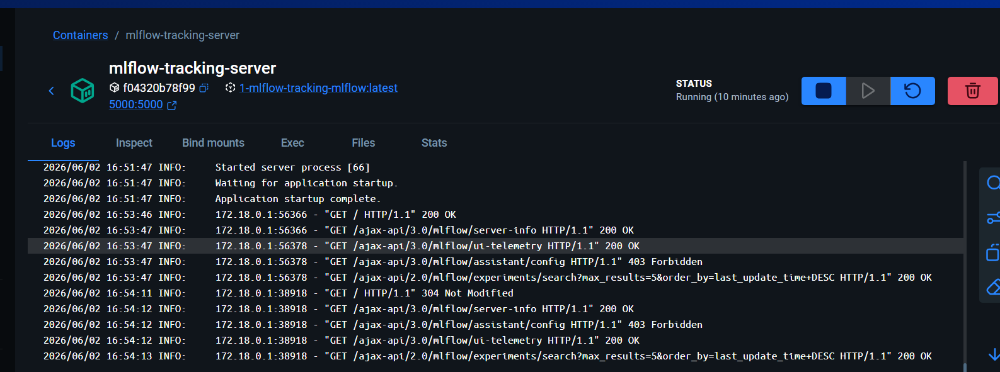 Containers / mlflow-tracking-server
mlflow-tracking-server
f04320b78f99 1-mlflow-tracking-mlflow:latest
5000:5000
STATUS
Running (10 minutes ago)
Logs Inspect Bind mounts Exec Files Stats
2026/06/02 16:51:47 INFO: Started server process [66]
2026/06/02 16:51:47 INFO: Waiting for application startup.
2026/06/02 16:51:47 INFO: Application startup complete.
2026/06/02 16:53:46 INFO: 172.18.0.1:56366 - "GET / HTTP/1.1" 200 OK
2026/06/02 16:53:47 INFO: 172.18.0.1:56366 - "GET /ajax-api/3.0/mlflow/server-info HTTP/1.1" 200 OK
2026/06/02 16:53:47 INFO: 172.18.0.1:56378 - "GET /ajax-api/3.0/mlflow/ui-telemetry HTTP/1.1" 200 OK
2026/06/02 16:53:47 INFO: 172.18.0.1:56378 - "GET /ajax-api/3.0/mlflow/assistant/config HTTP/1.1" 403 Forbidden
2026/06/02 16:53:47 INFO: 172.18.0.1:56378 - "GET /ajax-api/2.0/mlflow/experiments/search?max_results=5&order_by=last_update_time+DESC HTTP/1.1" 200 OK
2026/06/02 16:54:11 INFO: 172.18.0.1:38918 - "GET / HTTP/1.1" 304 Not Modified
2026/06/02 16:54:12 INFO: 172.18.0.1:38918 - "GET /ajax-api/3.0/mlflow/server-info HTTP/1.1" 200 OK
2026/06/02 16:54:12 INFO: 172.18.0.1:38918 - "GET /ajax-api/3.0/mlflow/assistant/config HTTP/1.1" 403 Forbidden
2026/06/02 16:54:12 INFO: 172.18.0.1:38918 - "GET /ajax-api/3.0/mlflow/ui-telemetry HTTP/1.1" 200 OK
2026/06/02 16:54:13 INFO: 172.18.0.1:38918 - "GET /ajax-api/2.0/mlflow/experiments/search?max_results=5&order_by=last_update_time+DESC HTTP/1.1" 200 OK